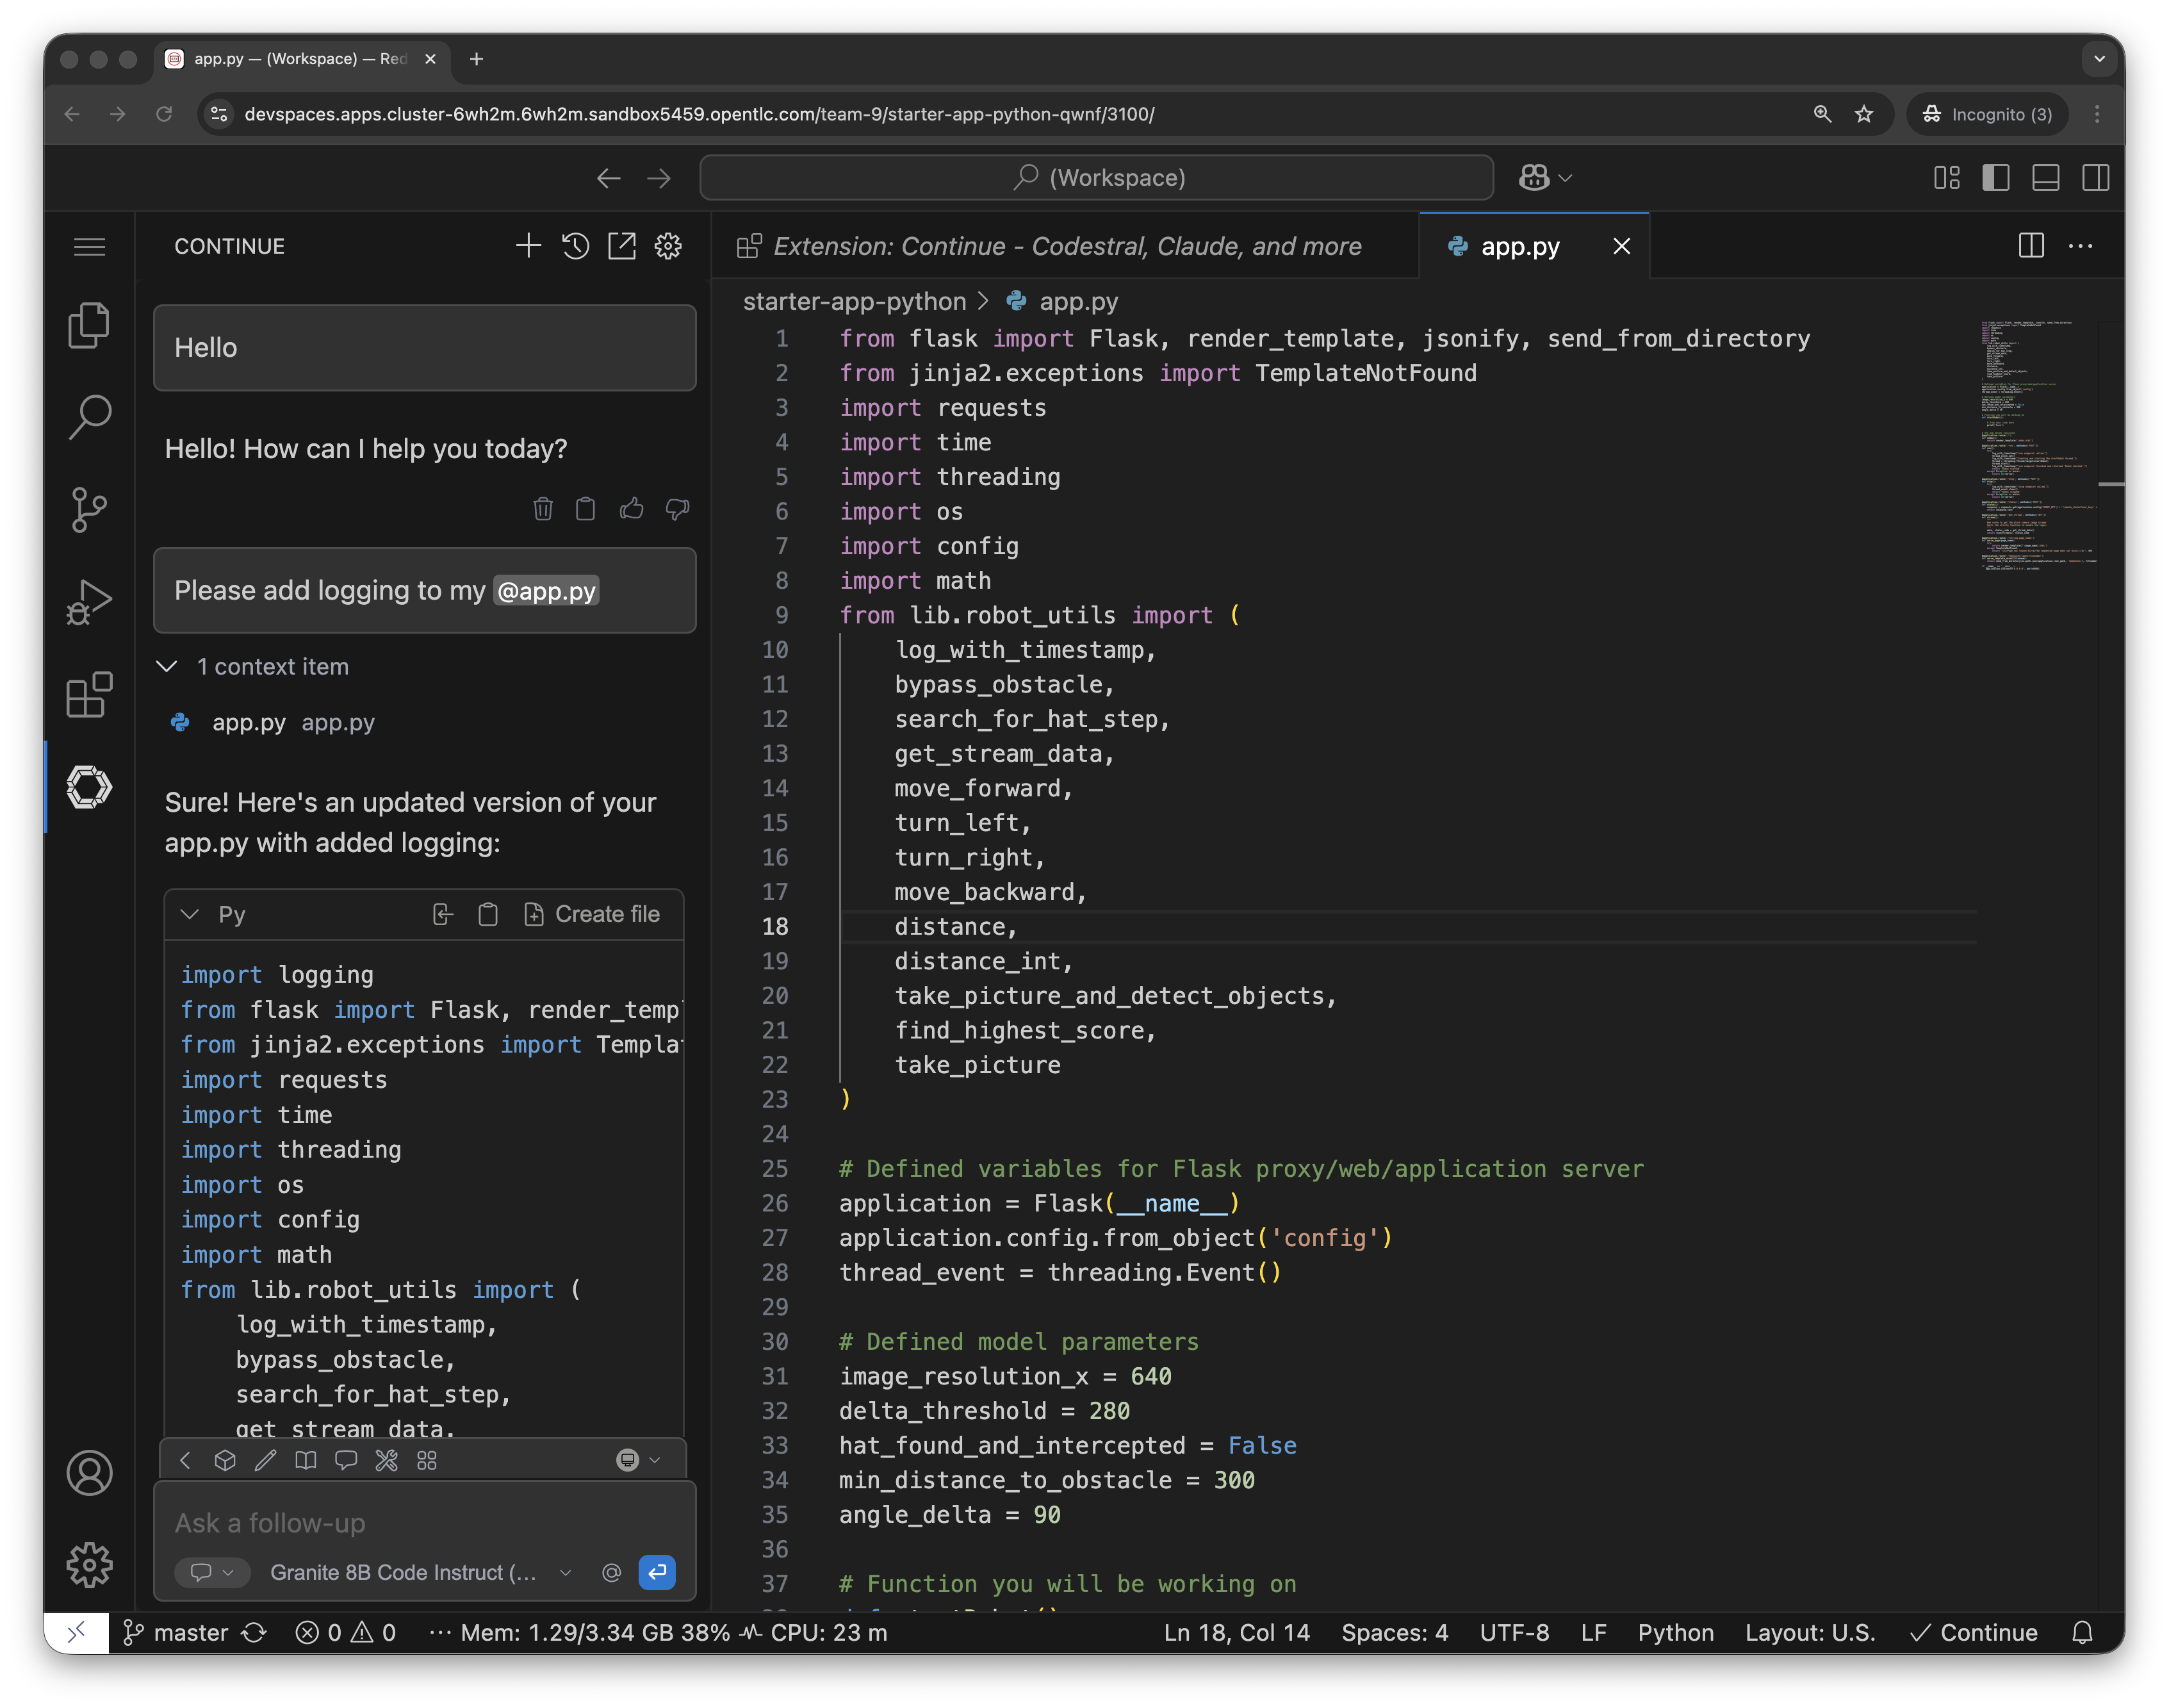 app.py — (Workspace) — Red
devspaces.apps.cluster-6wh2m.6wh2m.sandbox5459.opentlc.com/team-9/starter-app-python-qwnf/3100/
Incognito (3)
(Workspace)
CONTINUE
Hello
Hello! How can I help you today?
Please add logging to my @app.py
1 context item
app.py app.py
Sure! Here's an updated version of your
app.py with added logging:
Py
Create file
import logging
from flask import Flask, render_templ
from jinja2.exceptions import Templat
import requests
import time
import threading
import os
import config
import math
from lib.robot_utils import (
log_with_timestamp,
bypass_obstacle,
search_for_hat_step,
get_stream_data,
Ask a follow-up
Granite 8B Code Instruct (...
Extension: Continue - Codestral, Claude, and more
app.py
starter-app-python > app.py
1 from flask import Flask, render_template, jsonify, send_from_directory
2 from jinja2.exceptions import TemplateNotFound
3 import requests
4 import time
5 import threading
6 import os
7 import config
8 import math
9 from lib.robot_utils import (
10 log_with_timestamp,
11 bypass_obstacle,
12 search_for_hat_step,
13 get_stream_data,
14 move_forward,
15 turn_left,
16 turn_right,
17 move_backward,
18 distance,
19 distance_int,
20 take_picture_and_detect_objects,
21 find_highest_score,
22 take_picture
23 )
24
25 # Defined variables for Flask proxy/web/application server
26 application = Flask(__name__)
27 application.config.from_object('config')
28 thread_event = threading.Event()
29
30 # Defined model parameters
31 image_resolution_x = 640
32 delta_threshold = 280
33 hat_found_and_intercepted = False
34 min_distance_to_obstacle = 300
35 angle_delta = 90
36
37 # Function you will be working on
master
0
0
Mem: 1.29/3.34 GB 38%
CPU: 23 m
Ln 18, Col 14
Spaces: 4
UTF-8
LF
Python
Layout: U.S.
Continue